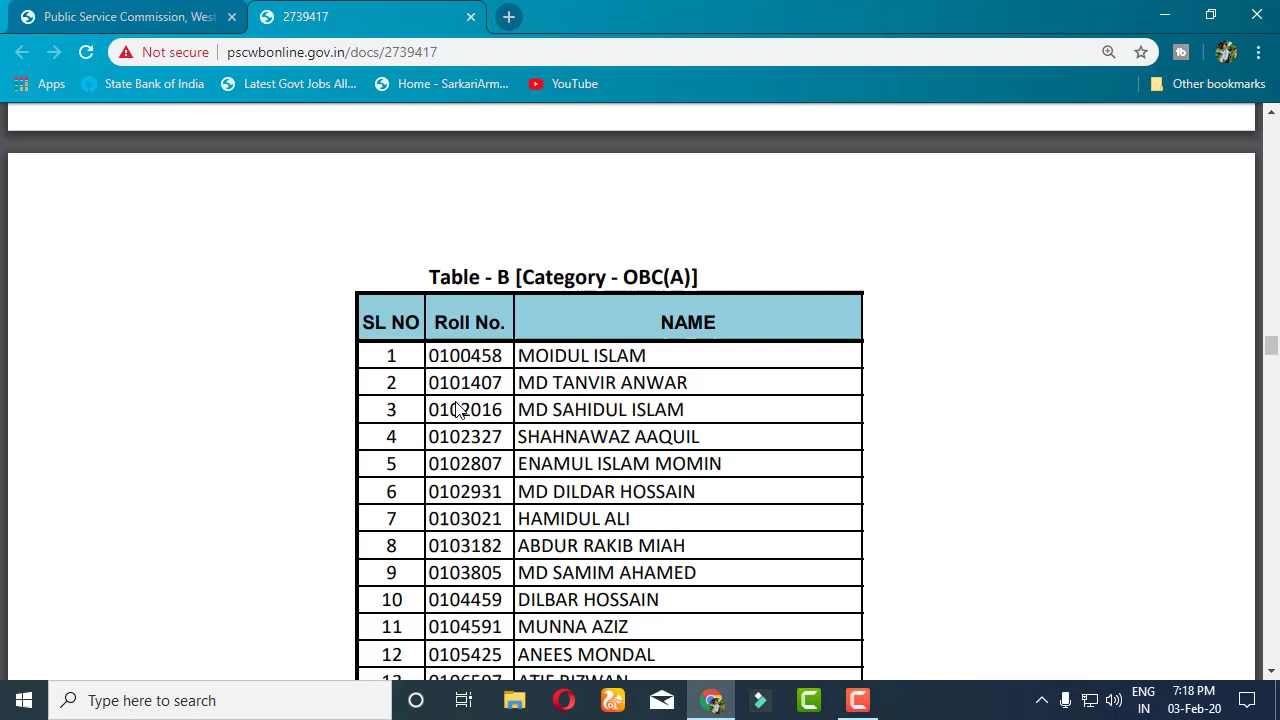 Public Service Commission, West
2739417
Not secure
pscwbonline.gov.in/docs/2739417
Apps
State Bank of India
Latest Govt Jobs All...
Home - SarkariArm...
YouTube
Other bookmarks
Table - B [Category - OBC(A)]
SL NO Roll No. NAME
1 0100458 MOIDUL ISLAM
2 0101407 MD TANVIR ANWAR
3 0102016 MD SAHIDUL ISLAM
4 0102327 SHAHNAWAZ AAQUIL
5 0102807 ENAMUL ISLAM MOMIN
6 0102931 MD DILDAR HOSSAIN
7 0103021 HAMIDUL ALI
8 0103182 ABDUR RAKIB MIAH
9 0103805 MD SAMIM AHAMED
10 0104459 DILBAR HOSSAIN
11 0104591 MUNNA AZIZ
12 0105425 ANEES MONDAL
Type here to search
ENG
IN
7:18 PM
03-Feb-20